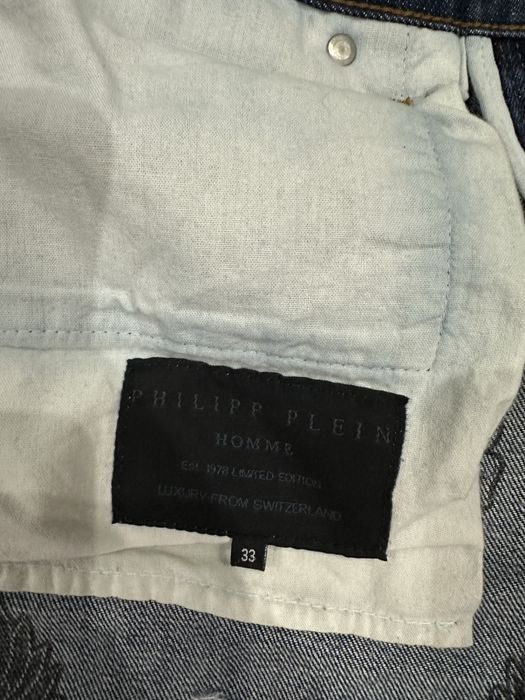 PHILIPP PLEIN
HOMME
Est. 1978 LIMITED-EDITION
LUXURY FROM SWITZERLAND
33